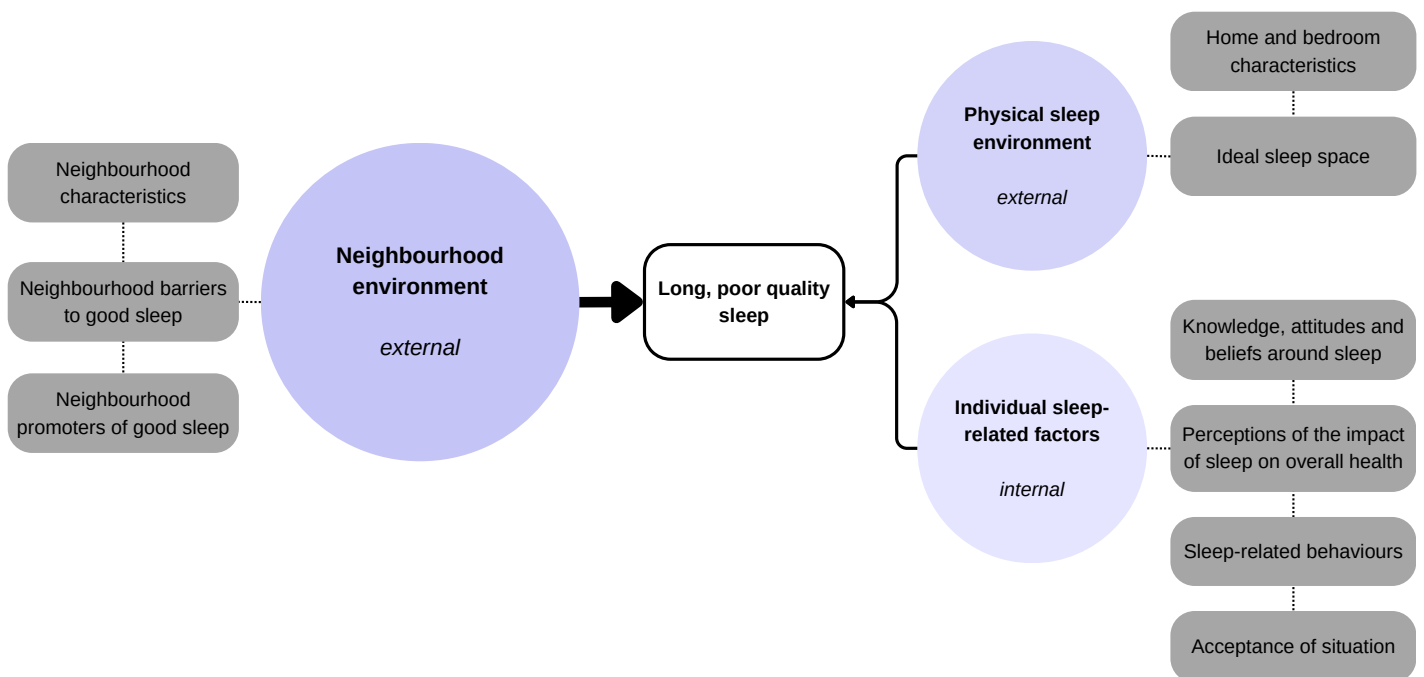 Neighbourhood
characteristics
Neighbourhood barriers
to good sleep
Neighbourhood
promoters of good sleep
Neighbourhood
environment
external
Long, poor quality
sleep
Physical sleep
environment
external
Home and bedroom
characteristics
Ideal sleep space
Individual sleep-
related factors
internal
Knowledge, attitudes and
beliefs around sleep
Perceptions of the impact
of sleep on overall health
Sleep-related behaviours
Acceptance of situation